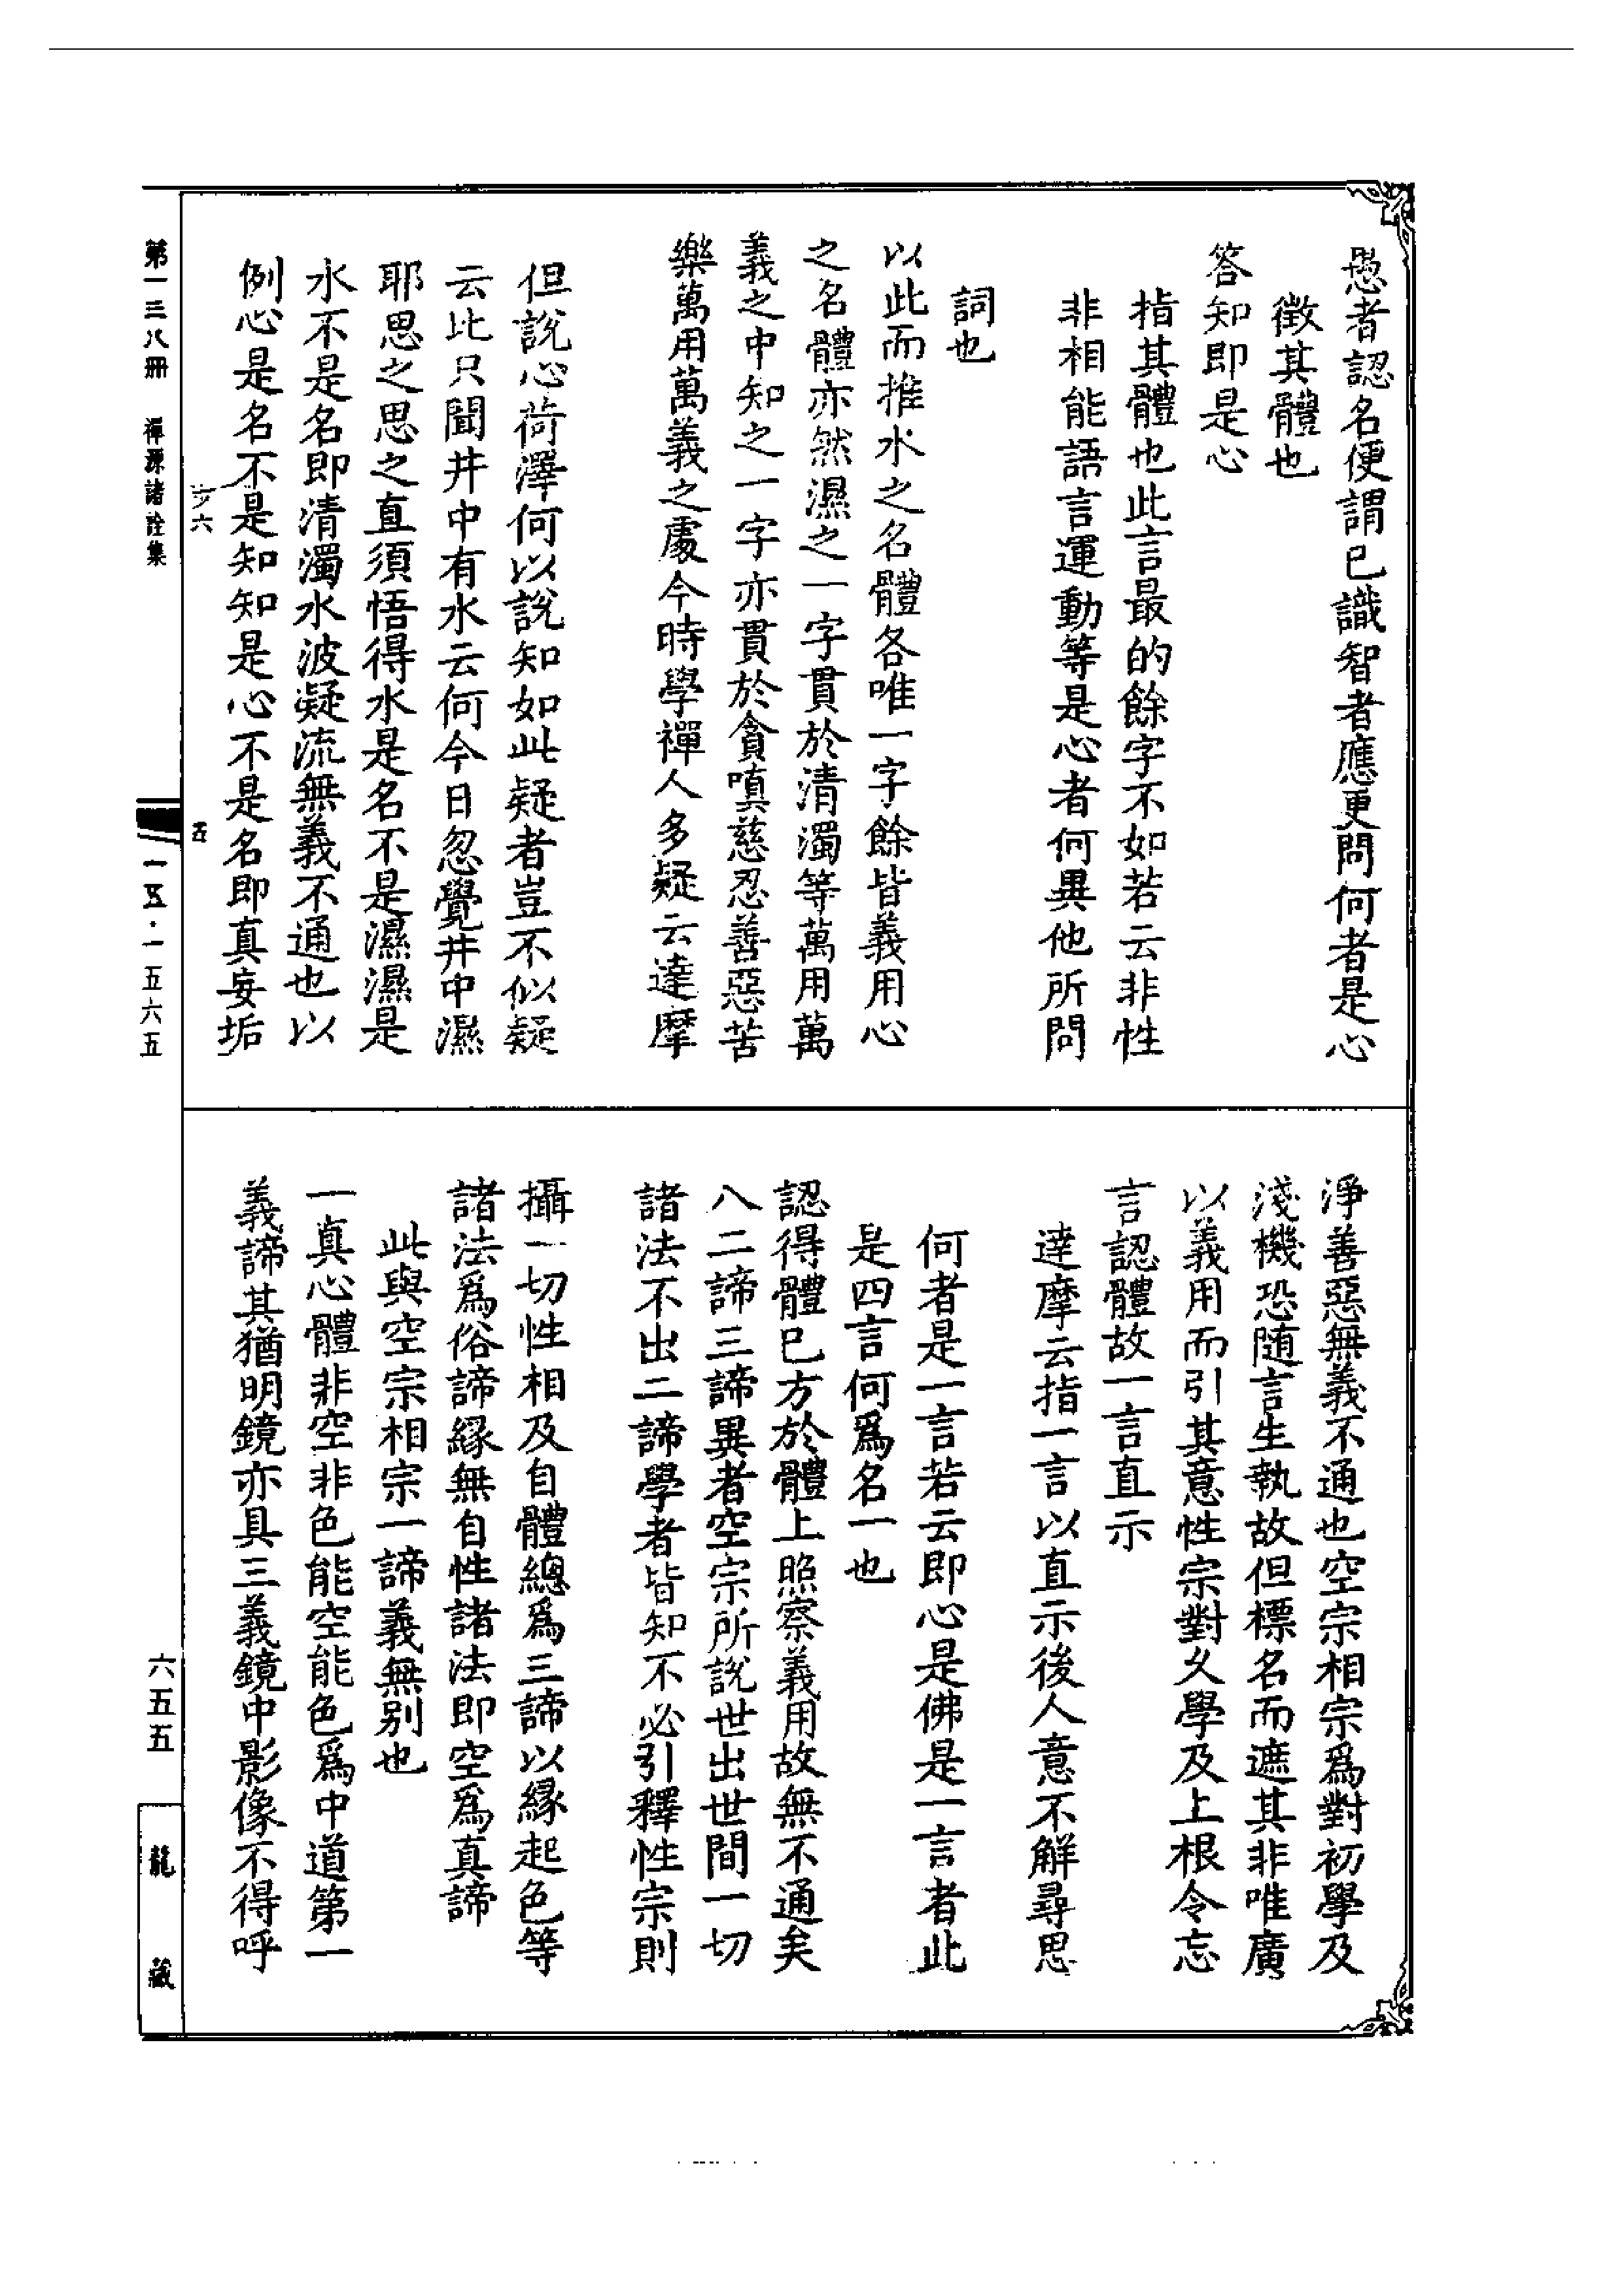 愚者認名便謂已識智者應更問何者是心
徵其體也
答知即是心
指其體也此言最的餘字不如若云非性
非相能語言運動等是心者何異他所問
詞也
以此而推水之名體各唯一字餘皆義用心
之名體亦然濕之一字貫於清濁等萬用萬
義之中知之一字亦貫於貪嗔慈忍善惡苦
樂萬用萬義之處今時學禪人多疑云達摩
但說心荷澤何以說知如此疑者豈不似疑
云比只聞井中有水云何今日忽覺井中濕
耶思之思之直須悟得水是名不是濕濕是
水不是名即清濁水波凝流無義不通也以
例心是名不是知知是心不是名即真妄垢
淨善惡無義不通也空宗相宗爲對初學及
淺機恐随言生執故但標名而遮其非唯廣
以義用而引其意性宗對久學及上根令忘
言認體故一言直示
達摩云指一言以直示後人意不解尋思
何者是一言若云即心是佛是一言者此
是四言何爲名一也
認得體已方於體上照察義用故無不通矣
八二諦三諦異者空宗所說世出世間一切
諸法不出二諦學者皆知不必引釋性宗則
攝一切性相及自體總爲三諦以緣起色等
諸法爲俗諦緣無自性諸法即空爲真諦
此與空宗相宗一諦義無别也
一真心體非空非色能空能色爲中道第一
義諦其猶明鏡亦具三義鏡中影像不得呼
第一三八冊 禪源諸詮集
六
五
一五·一五六五
六五五
龍藏